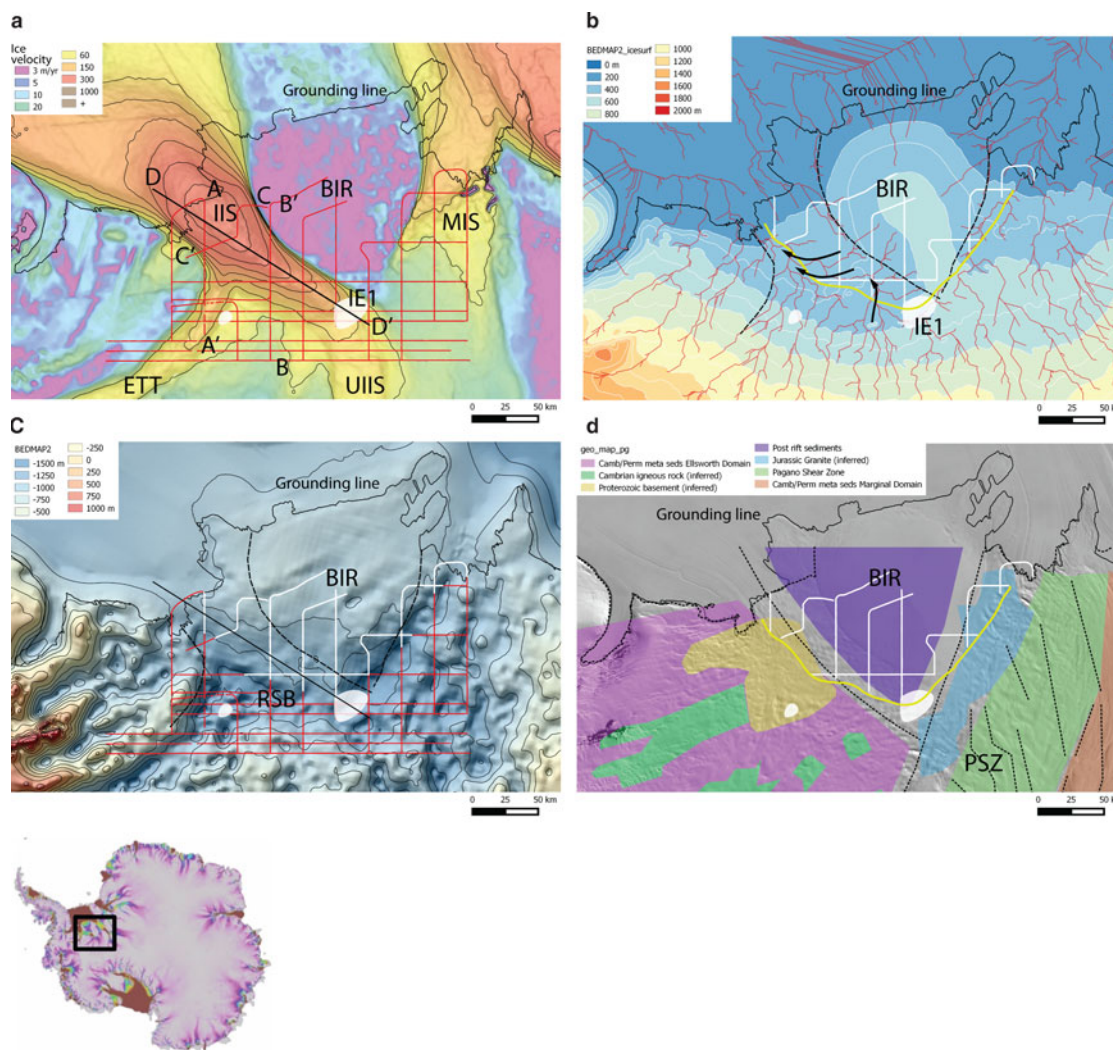 a
Ice
velocity
3 m/yr
5
10
20
60
150
300
1000
+
Grounding line
D
A
C
IIS
B'
BIR
MIS
C'
IE1
D'
A'
B
ETT
UIIS
0 25 50 km
b
BEDMAP2_icesurf
0 m
200
400
600
800
1000
1200
1400
1600
1800
2000 m
Grounding line
BIR
IE1
0 25 50 km
C
BEDMAP2
-1500 m
-1250
-1000
-750
-500
-250
0
250
500
750
1000 m
Grounding line
BIR
RSB
0 25 50 km
d
geo_map_pg
Camb/Perm meta seds Ellsworth Domain
Cambrian igneous rock (inferred)
Proterozoic basement (inferred)
Post rift sediments
Jurassic Granite (inferred)
Pagano Shear Zone
Camb/Perm meta seds Marginal Domain
Grounding line
BIR
PSZ
0 25 50 k